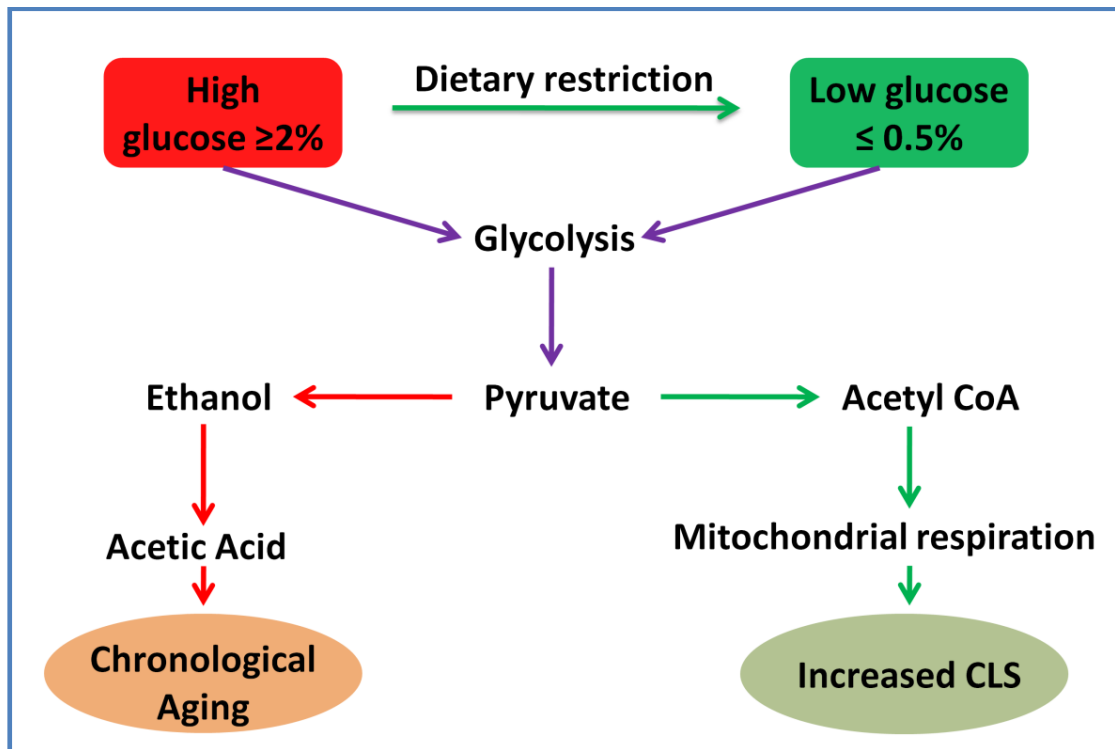 High
glucose ≥2%
Dietary restriction
Low glucose
≤ 0.5%
Glycolysis
Ethanol
Pyruvate
Acetyl CoA
Acetic Acid
Mitochondrial respiration
Chronological
Aging
Increased CLS